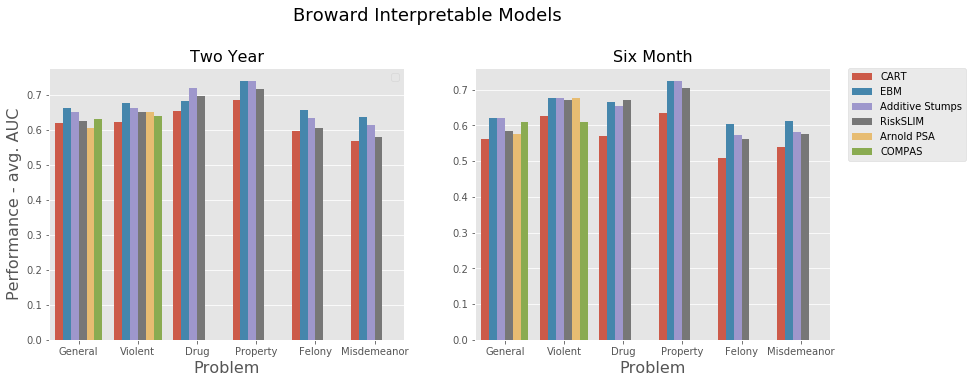 Broward Interpretable Models
Two Year
Performance - avg. AUC
0.7
0.6
0.5
0.4
0.3
0.2
0.1
0.0
General Violent Drug Property Felony Misdemeanor
Problem
Six Month
0.7
0.6
0.5
0.4
0.3
0.2
0.1
0.0
General Violent Drug Property Felony Misdemeanor
Problem
CART
EBM
Additive Stumps
RiskSLIM
Arnold PSA
COMPAS